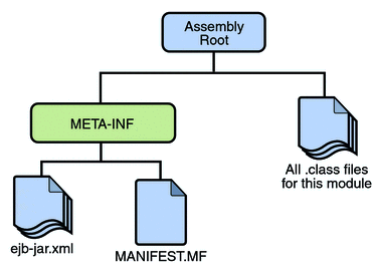 Assembly
Root
META-INF
All .class files
for this module
ejb-jar.xml
MANIFEST.MF